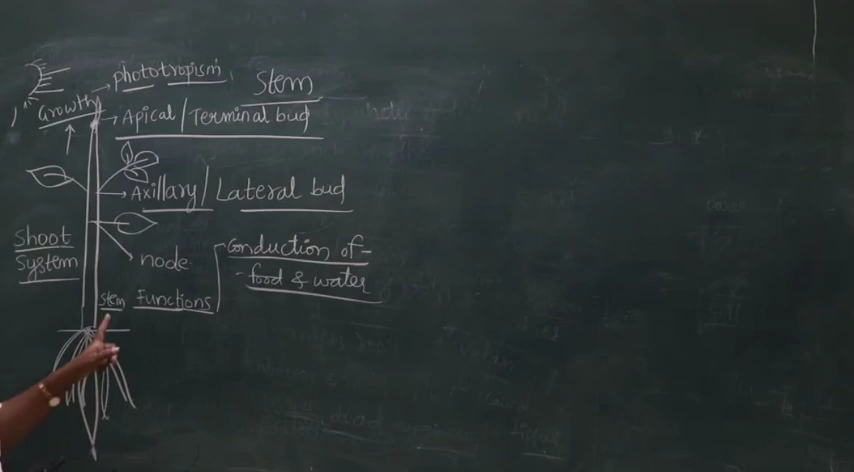 phototropism
Stem
Growth
Apical / Terminal bud
Axillary / Lateral bud
Shoot
System
node
Conduction of-
- food & water
Stem Functions